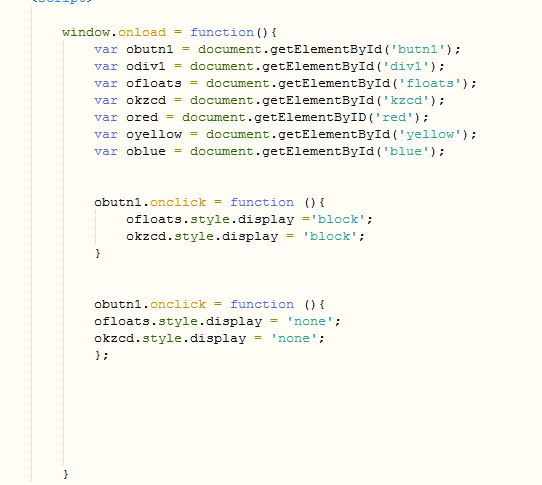 <script>
window.onload = function(){
var obutn1 = document.getElementById('butn1');
var odiv1 = document.getElementById('div1');
var ofloats = document.getElementById('floats');
var okzcd = document.getElementById('kzcd');
var ored = document.getElementByID('red');
var oyellow = document.getElementById('yellow');
var oblue = document.getElementById('blue');
obutn1.onclick = function (){
ofloats.style.display ='block';
okzcd.style.display = 'block';
}
obutn1.onclick = function (){
ofloats.style.display = 'none';
okzcd.style.display = 'none';
};
}